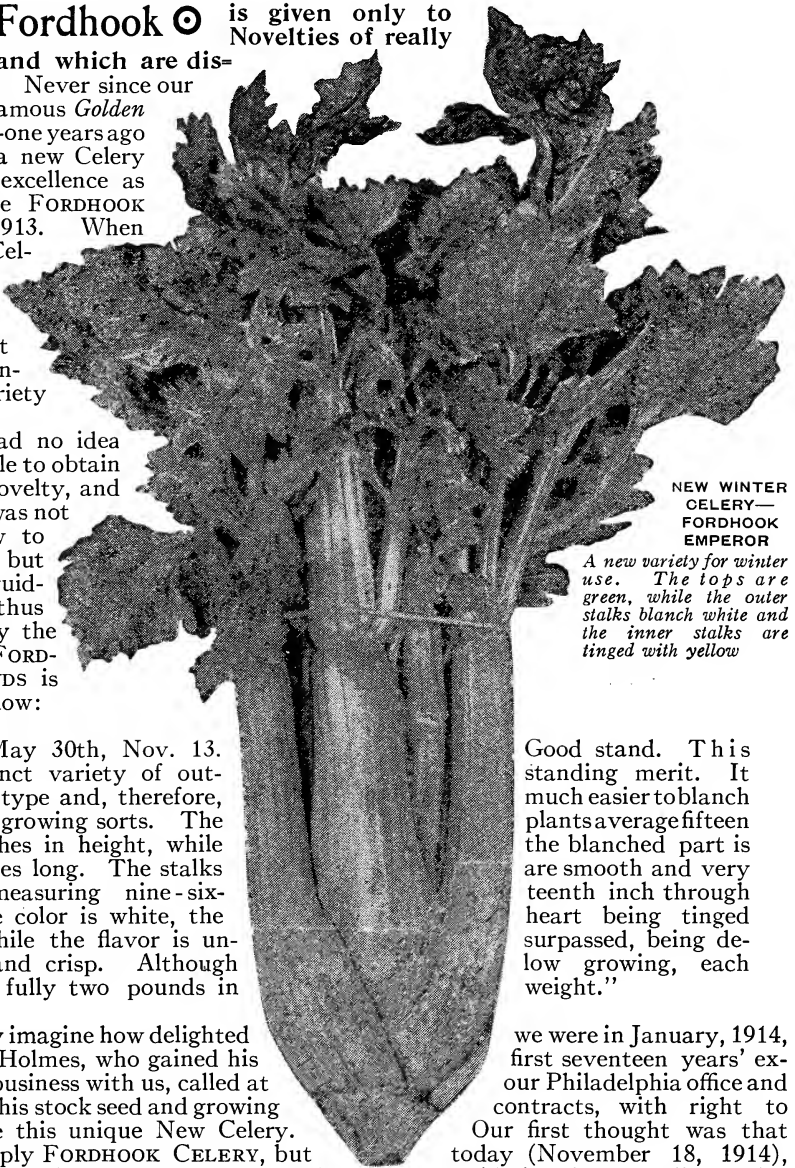 Fordhook ⊙ is given only to
Novelties of really
and which are dis=
Never since our
amous Golden
-one years ago
a new Celery
excellence as
e FORDHOOK
913. When
Cel-
t
n-
riety
ad no idea
le to obtain
ovelty, and
was not
y to
but
ruid-
thus
y the
FORD-
DS is
low:
NEW WINTER
CELERY—
FORDHOOK
EMPEROR
A new variety for winter
use. The tops are
green, while the outer
stalks blanch white and
the inner stalks are
tinged with yellow
May 30th, Nov. 13. Good stand. This
nct variety of out- standing merit. It
type and, therefore, much easier to blanch
growing sorts. The plants average fifteen
hes in height, while the blanched part is
es long. The stalks are smooth and very
measuring nine-six- teenth inch through
e color is white, the heart being tinged
hile the flavor is un- surpassed, being de-
and crisp. Although low growing, each
fully two pounds in weight."
y imagine how delighted we were in January, 1914,
Holmes, who gained his first seventeen years' ex-
business with us, called at our Philadelphia office and
his stock seed and growing contracts, with right to
e this unique New Celery. Our first thought was that
ply FORDHOOK CELERY, but today (November 18, 1914),